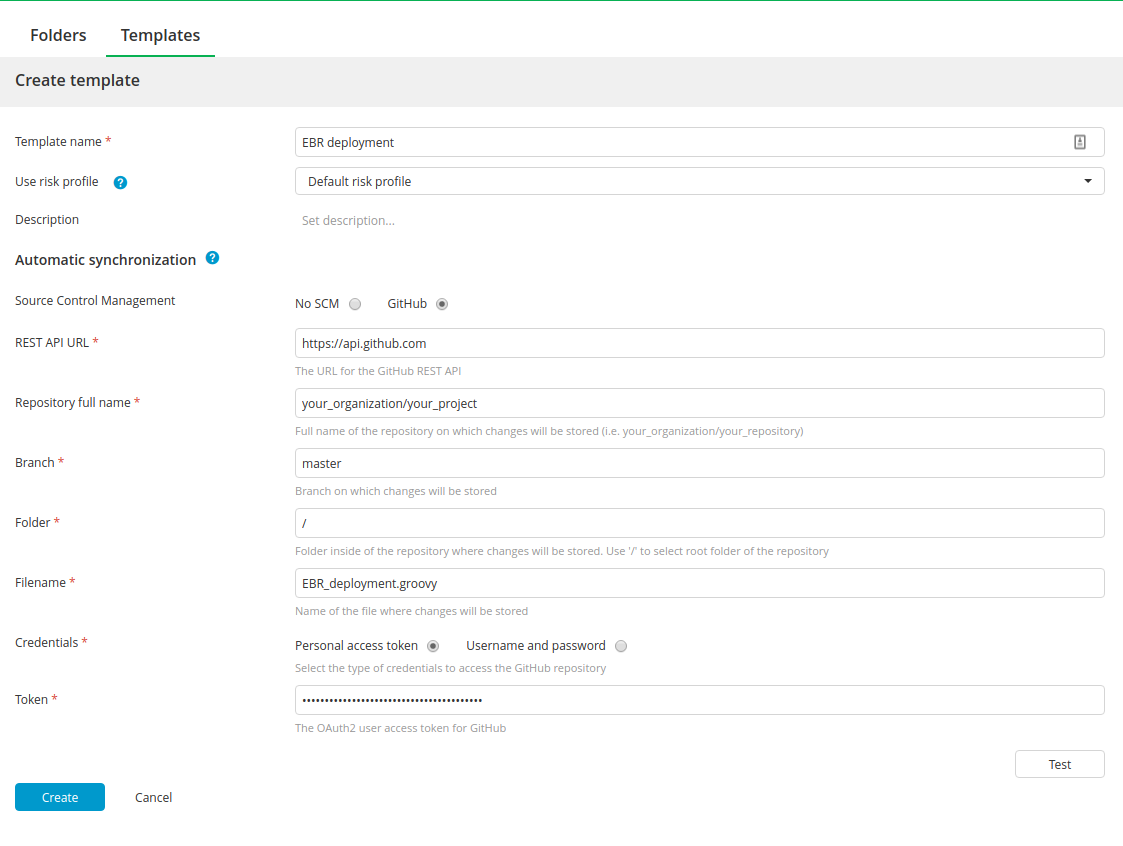 Folders Templates
Create template
Template name * EBR deployment
Use risk profile ? Default risk profile
Description Set description...
Automatic synchronization ?
Source Control Management No SCM GitHub
REST API URL * https://api.github.com
The URL for the GitHub REST API
Repository full name * your_organization/your_project
Full name of the repository on which changes will be stored (i.e. your_organization/your_repository)
Branch * master
Branch on which changes will be stored
Folder * /
Folder inside of the repository where changes will be stored. Use '/' to select root folder of the repository
Filename * EBR_deployment.groovy
Name of the file where changes will be stored
Credentials * Personal access token Username and password
Select the type of credentials to access the GitHub repository
Token * ••••••••••••••••••••••••••••••••••••••••
The OAuth2 user access token for GitHub
Test
Create Cancel